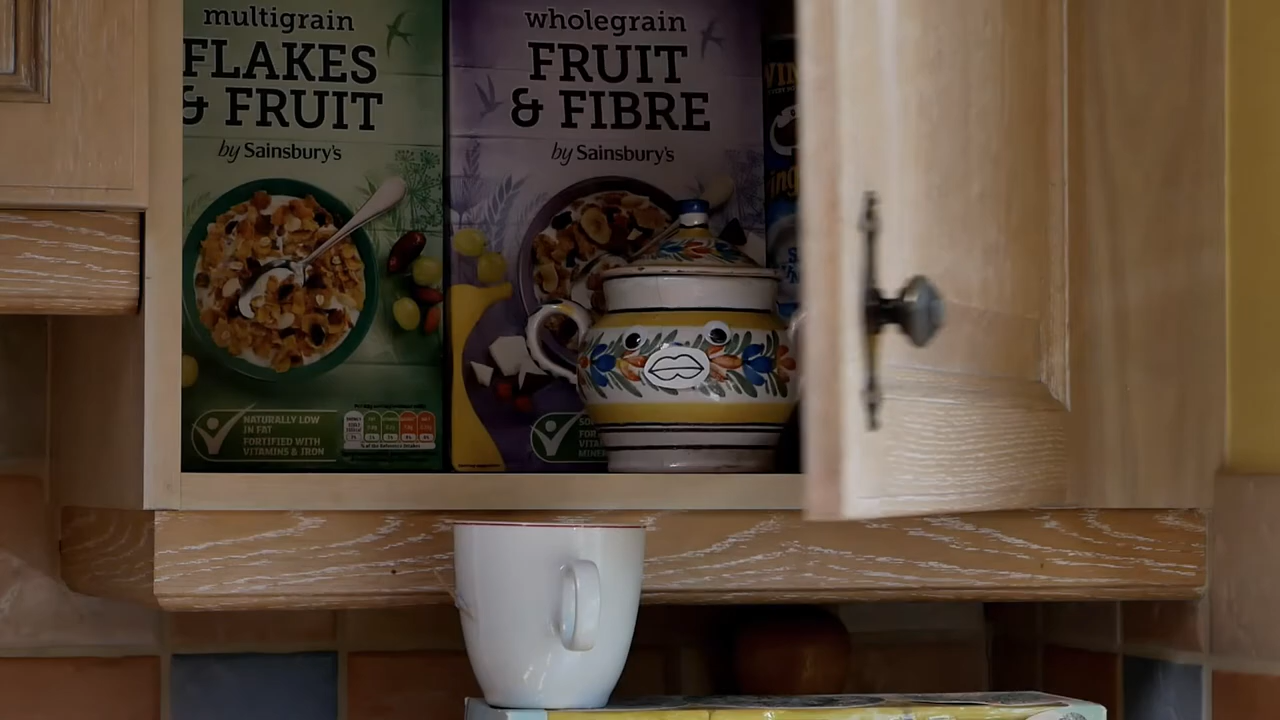 multigrain
FLAKES
& FRUIT
by Sainsbury's
NATURALLY LOW
IN FAT
FORTIFIED WITH
VITAMINS & IRON
wholegrain
FRUIT
& FIBRE
by Sainsbury's